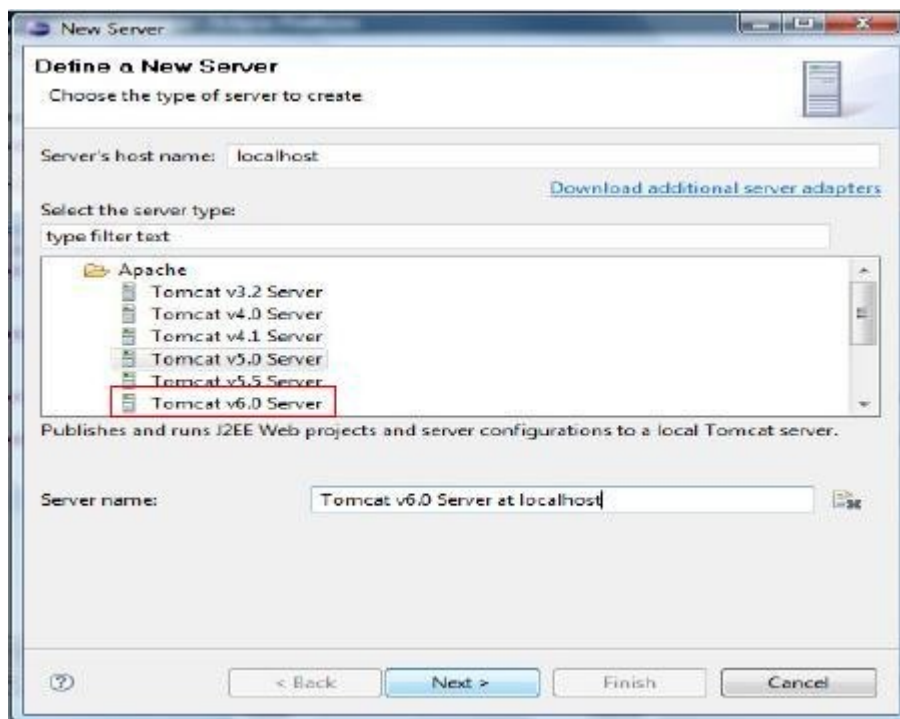 New Server
Define a New Server
Choose the type of server to create
Server's host name: localhost
Download additional server adapters
Select the server type:
type filter text
Apache
Tomcat v3.2 Server
Tomcat v4.0 Server
Tomcat v4.1 Server
Tomcat v5.0 Server
Tomcat v5.5 Server
Tomcat v6.0 Server
Publishes and runs J2EE Web projects and server configurations to a local Tomcat server.
Server name: Tomcat v6.0 Server at localhost
? < Back Next > Finish Cancel